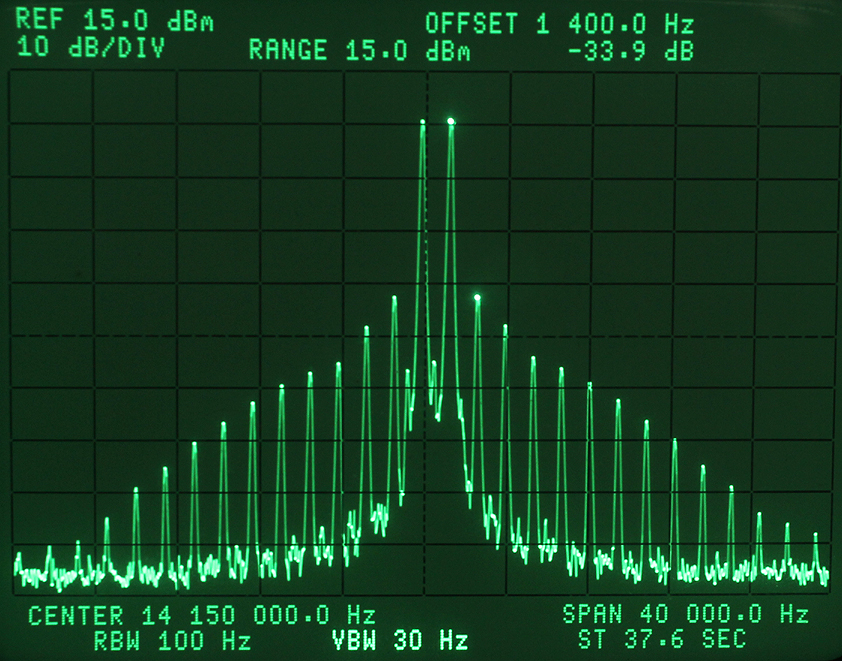 REF 15.0 dBm OFFSET 1 400.0 Hz
10 dB/DIV RANGE 15.0 dBm -33.9 dB
CENTER 14 150 000.0 Hz SPAN 40 000.0 Hz
RBW 100 Hz VBW 30 Hz ST 37.6 SEC